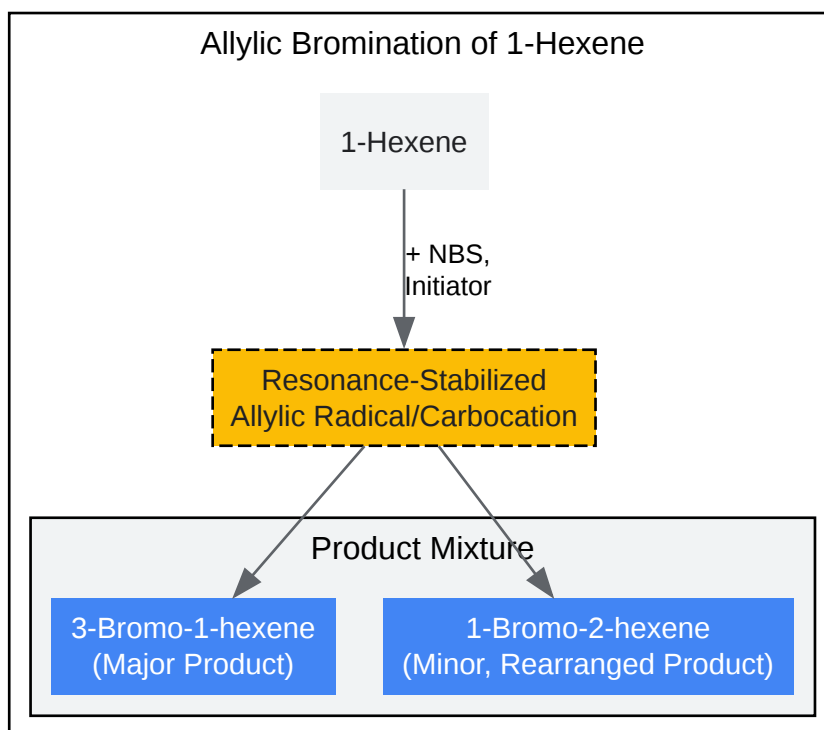 Allylic Bromination of 1-Hexene
1-Hexene
+ NBS,
Initiator
Resonance-Stabilized
Allylic Radical/Carbocation
Product Mixture
3-Bromo-1-hexene
(Major Product)
1-Bromo-2-hexene
(Minor, Rearranged Product)